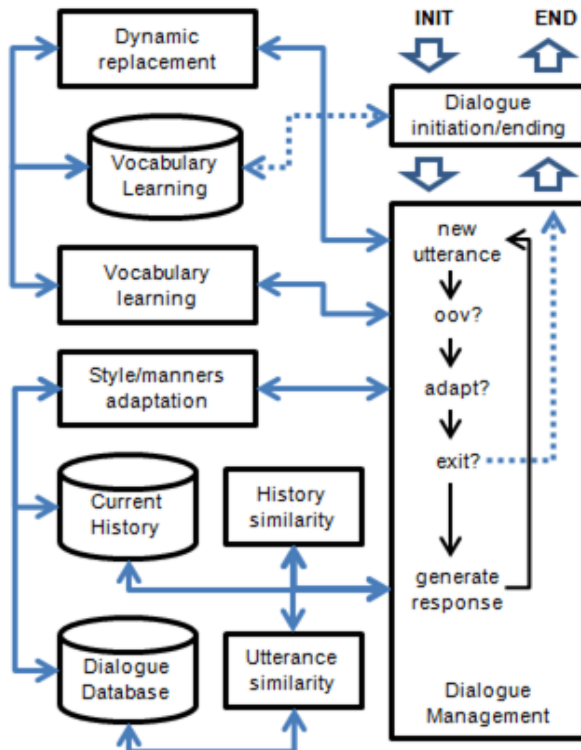 INIT
END
Dynamic
replacement
Dialogue
initiation/ending
Vocabulary
Learning
new
utterance
Vocabulary
learning
oov?
Style/manners
adaptation
adapt?
exit?
Current
History
History
similarity
generate
response
Dialogue
Database
Utterance
similarity
Dialogue
Management